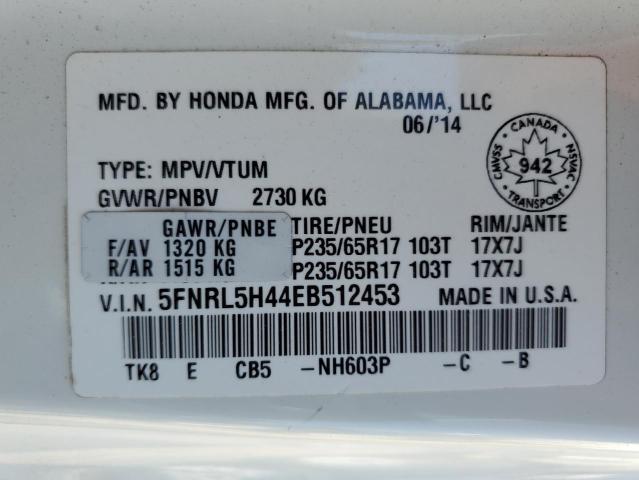 MFD. BY HONDA MFG. OF ALABAMA, LLC
06/'14
CANADA
CMVSS
942
NSVAC
TRANSPORT
TYPE: MPV/VTUM
GVWR/PNBV 2730 KG
GAWR/PNBE TIRE/PNEU RIM/JANTE
F/AV 1320 KG P235/65R17 103T 17X7J
R/AR 1515 KG P235/65R17 103T 17X7J
V.I.N. 5FNRL5H44EB512453 MADE IN U.S.A.
TK8 E CB5 -NH603P -C -B